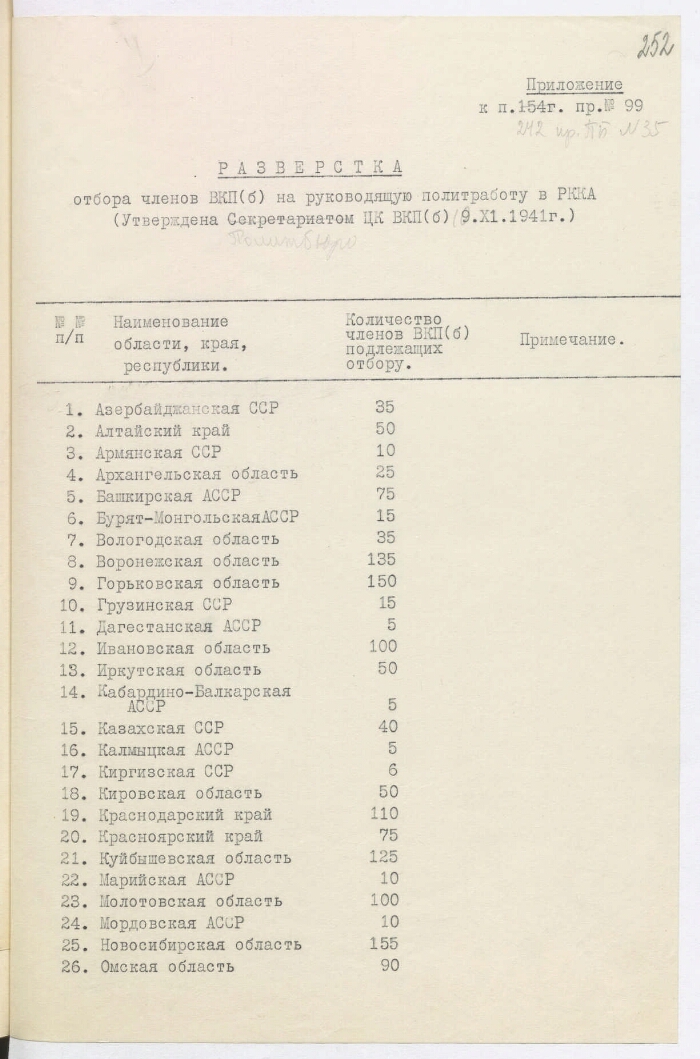 252
Приложение
к п.154г. пр.№ 99
242 пр. ПБ N35
РАЗВЕРСТКА
отбора членов ВКП(б) на руководящую политработу в РККА
(Утверждена Секретариатом ЦК ВКП(б) 9.XI.1941г.)
Политбюро
№ № Наименование Количество
п/п области, края, членов ВКП(б) Примечание.
республики. подлежащих
отбору.
1. Азербайджанская ССР 35
2. Алтайский край 50
3. Армянская ССР 10
4. Архангельская область 25
5. Башкирская АССР 75
6. Бурят-МонгольскаяАССР 15
7. Вологодская область 35
8. Воронежская область 135
9. Горьковская область 150
10. Грузинская ССР 15
11. Дагестанская АССР 5
12. Ивановская область 100
13. Иркутская область 50
14. Кабардино-Балкарская
АССР 5
15. Казахская ССР 40
16. Калмыцкая АССР 5
17. Киргизская ССР 6
18. Кировская область 50
19. Краснодарский край 110
20. Красноярский край 75
21. Куйбышевская область 125
22. Марийская АССР 10
23. Молотовская область 100
24. Мордовская АССР 10
25. Новосибирская область 155
26. Омская область 90